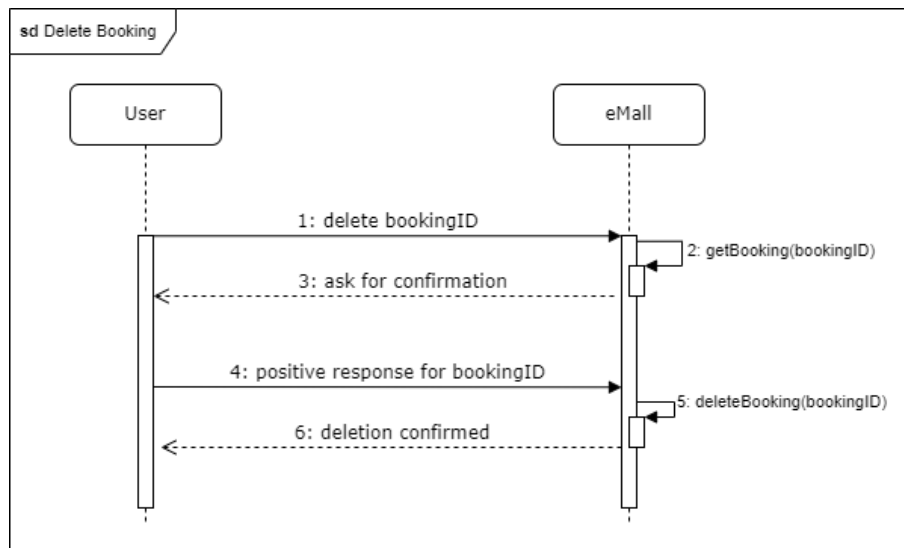 sd Delete Booking
User
eMall
1: delete bookingID
2: getBooking(bookingID)
3: ask for confirmation
4: positive response for bookingID
5: deleteBooking(bookingID)
6: deletion confirmed